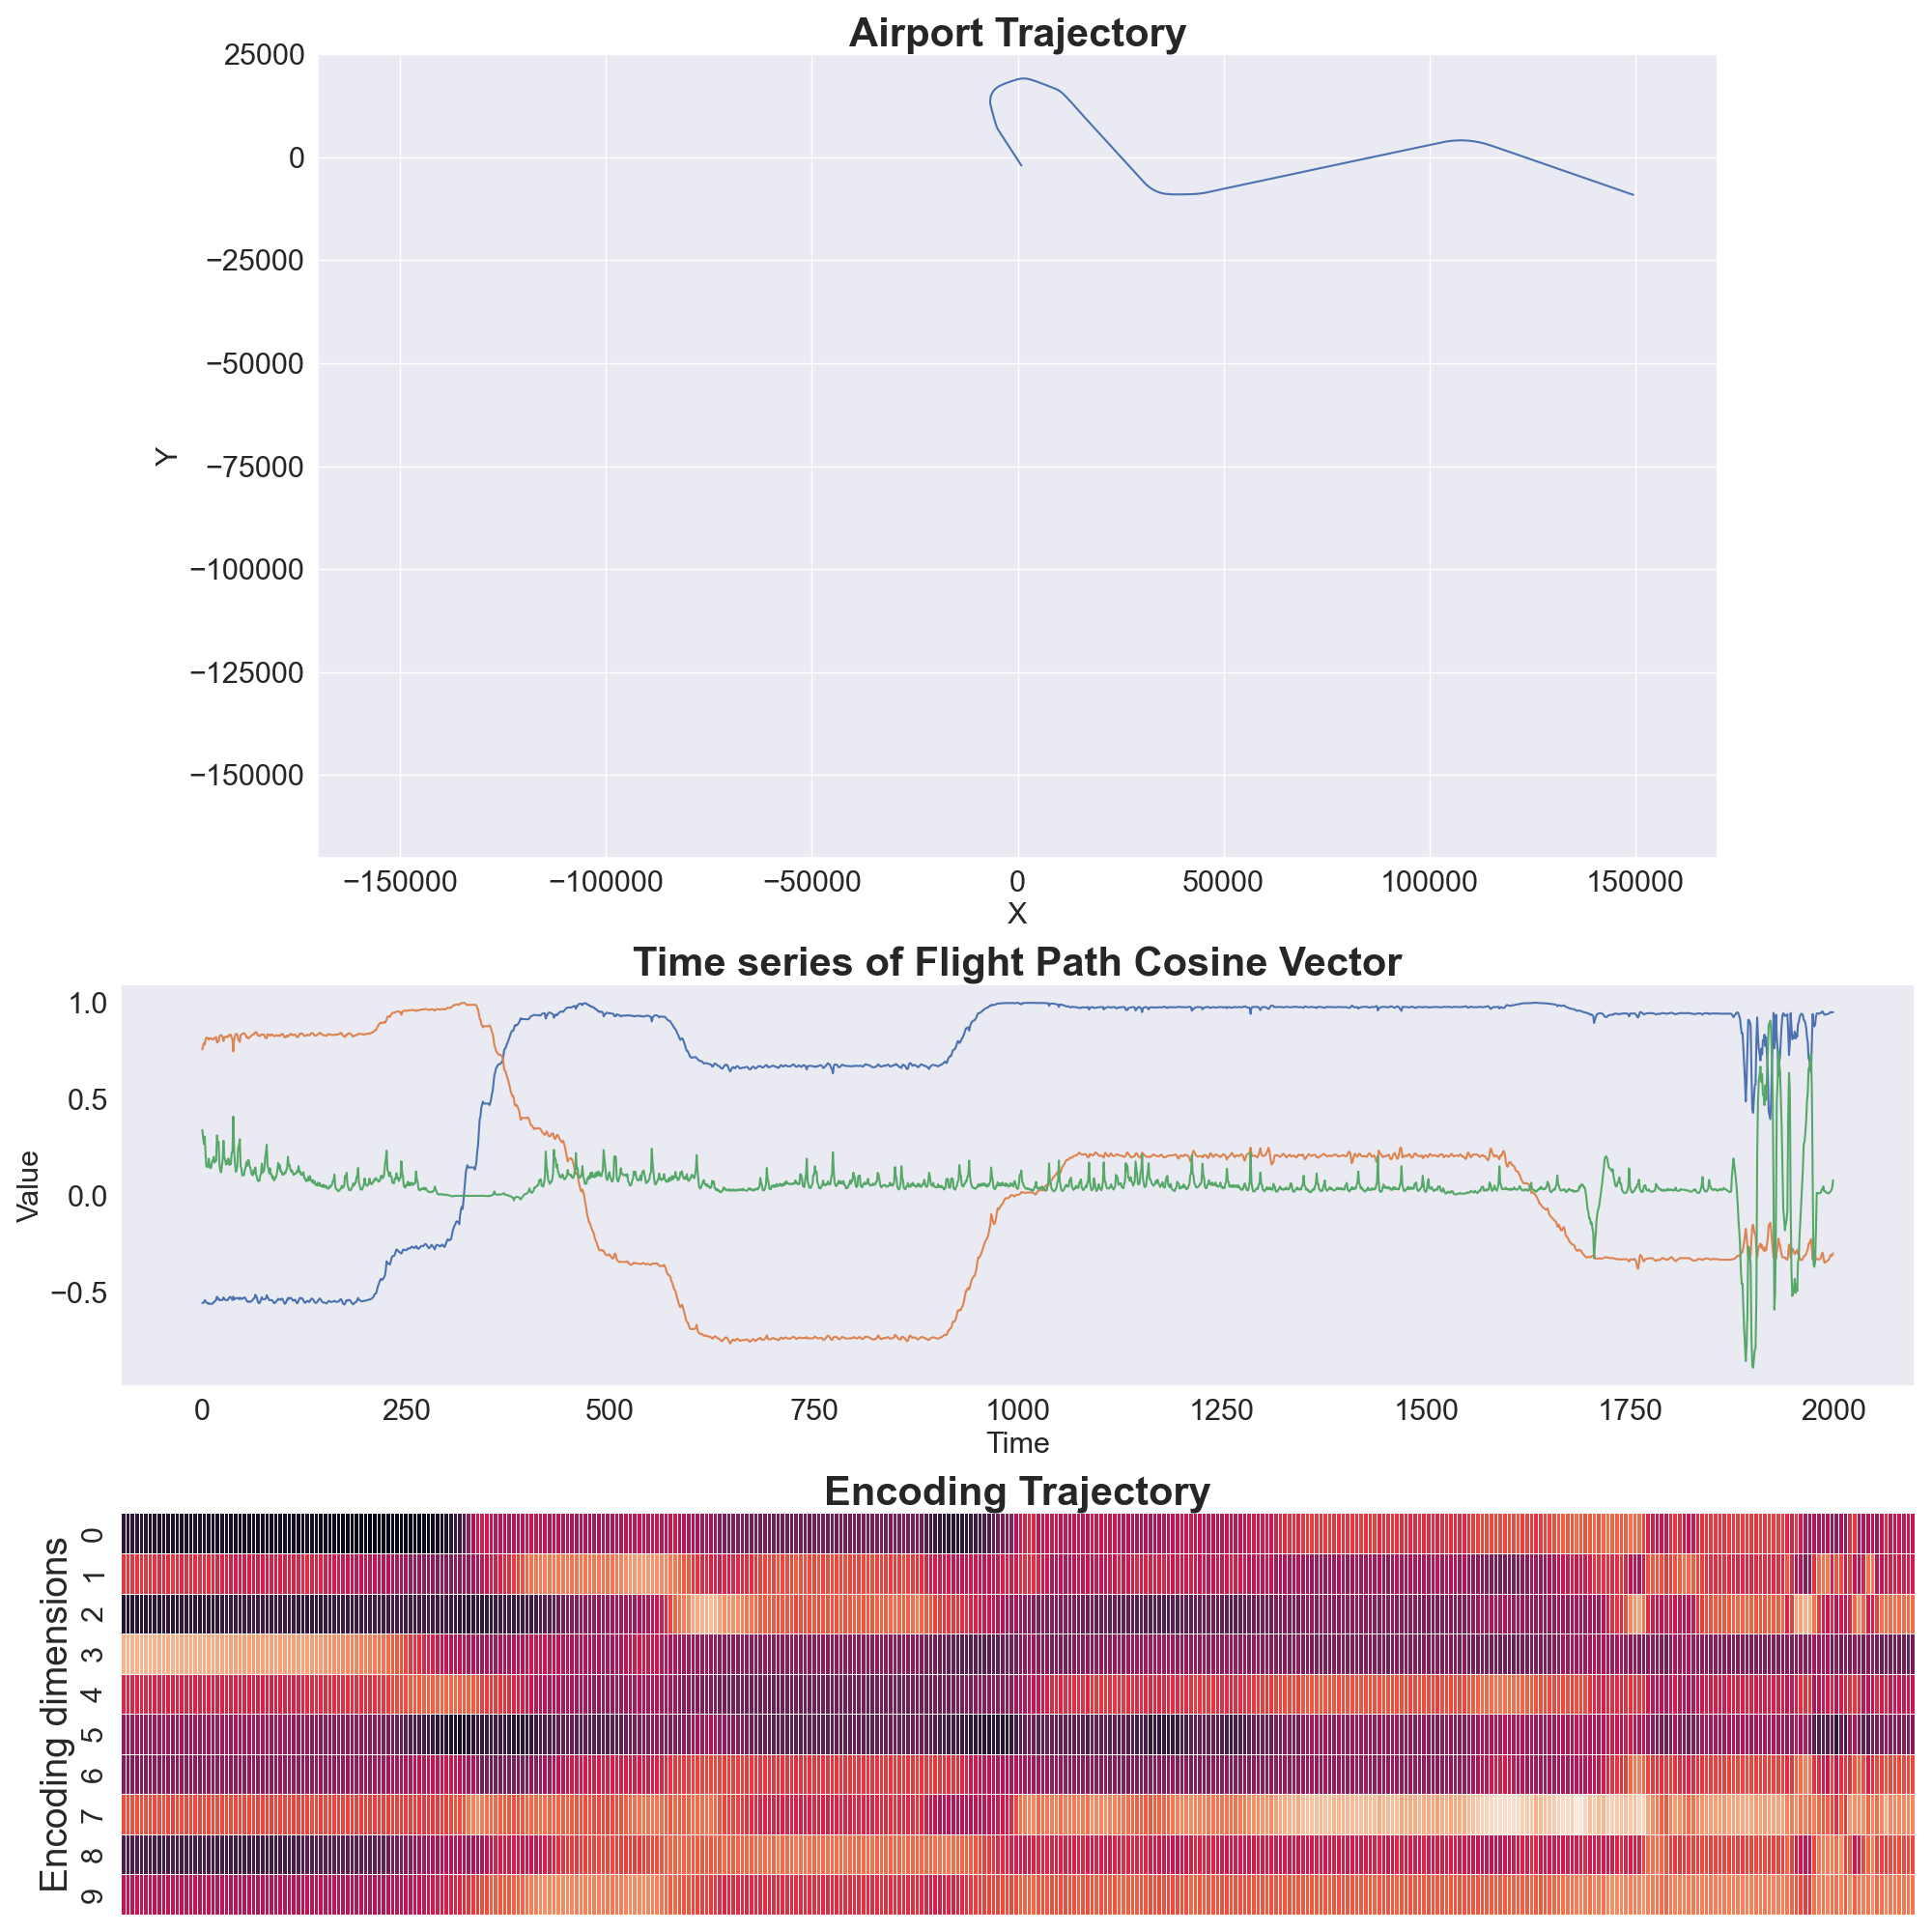 Airport Trajectory
25000
0
−25000
−50000
−75000
−100000
−125000
−150000
Y
−150000 −100000 −50000 0 50000 100000 150000
X
Time series of Flight Path Cosine Vector
1.0
0.5
0.0
−0.5
Value
0 250 500 750 1000 1250 1500 1750 2000
Time
Encoding Trajectory
Encoding dimensions
0
1
2
3
4
5
6
7
8
9